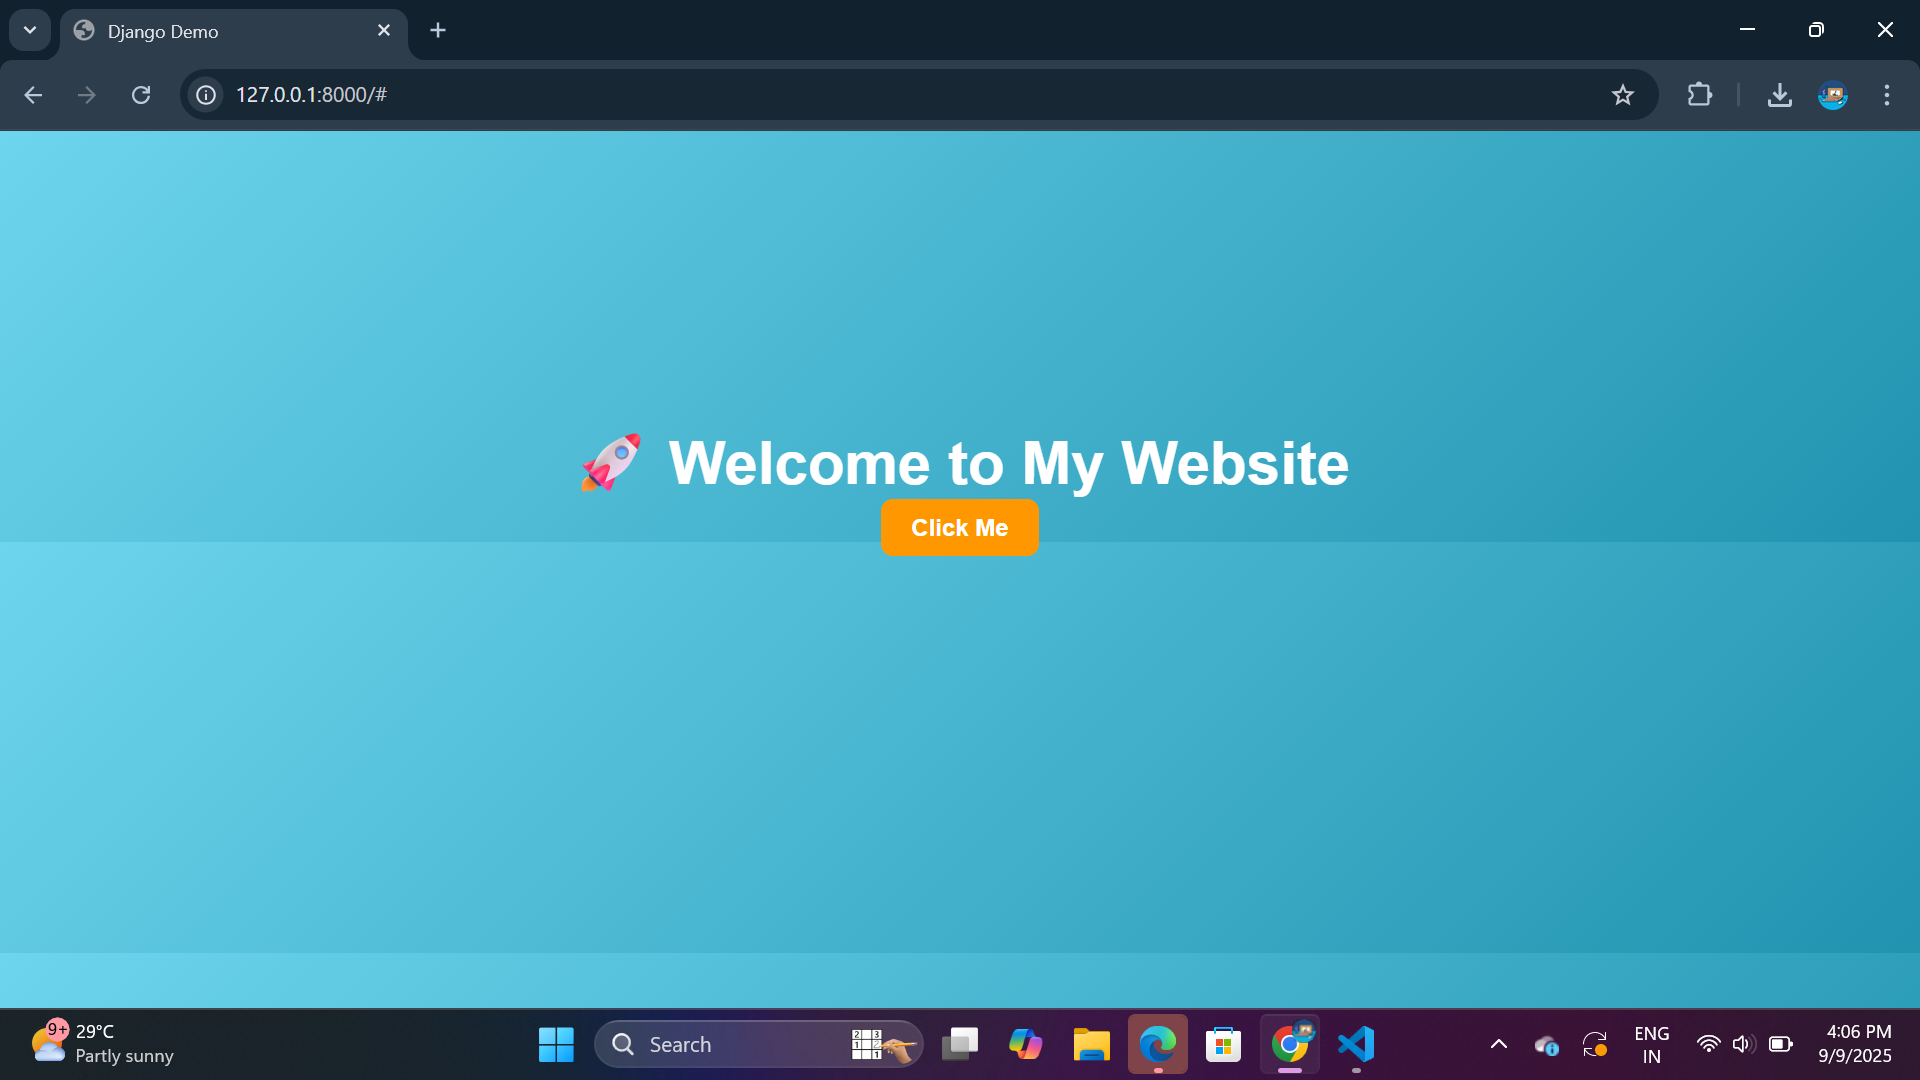 Django Demo
127.0.0.1:8000/#
🚀 Welcome to My Website
Click Me
9+
29°C
Partly sunny
Search
ENG
IN
4:06 PM
9/9/2025